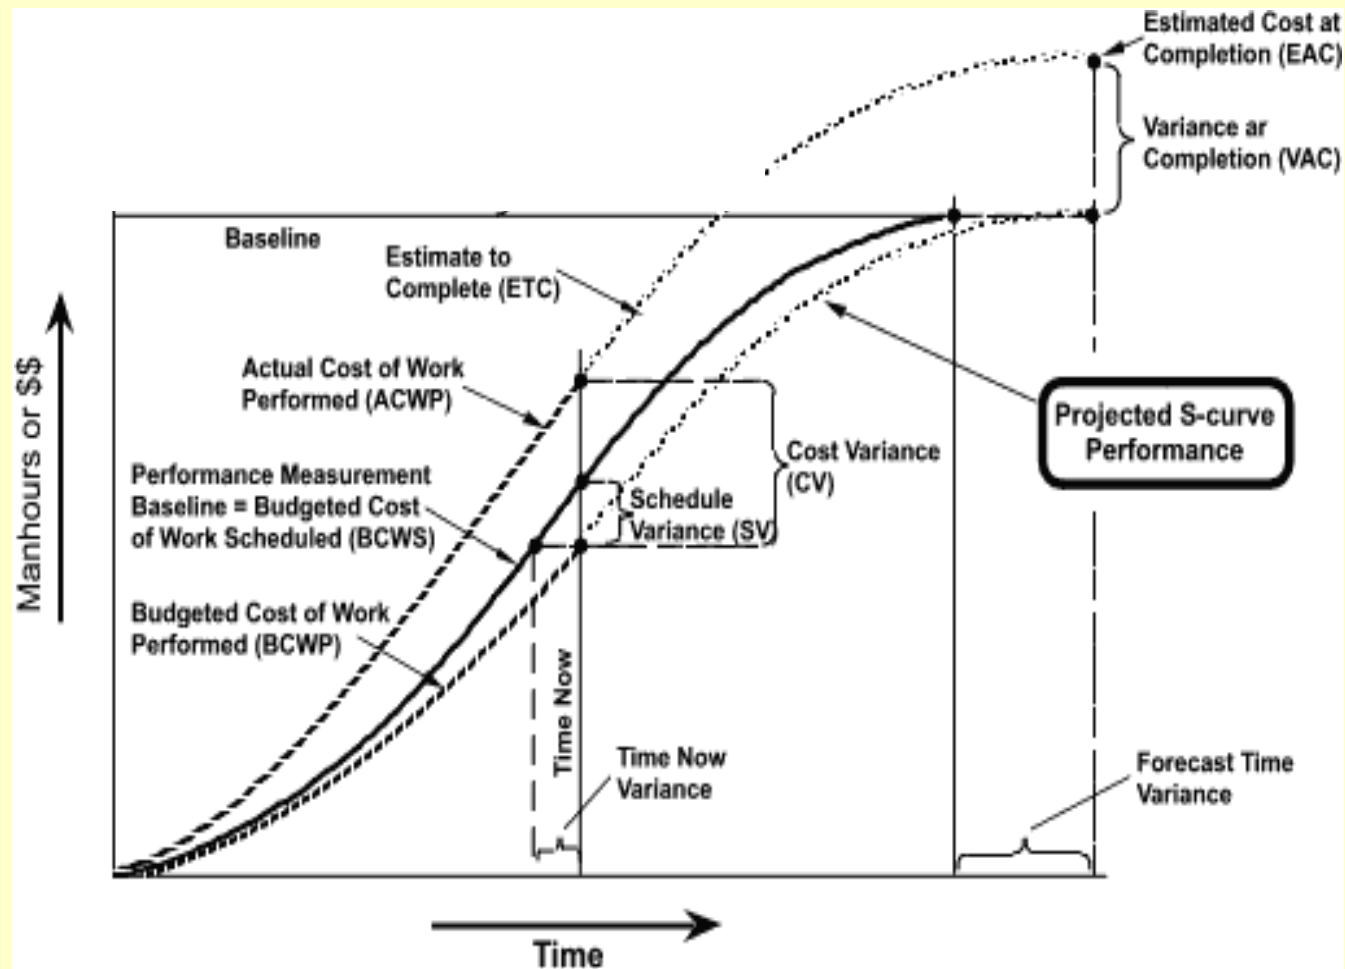 Estimated Cost at
Completion (EAC)
Variance ar
Completion (VAC)
Baseline
Estimate to
Complete (ETC)
Actual Cost of Work
Performed (ACWP)
Projected S-curve
Performance
Cost Variance
(CV)
Performance Measurement
Baseline = Budgeted Cost
of Work Scheduled (BCWS)
Schedule
Variance (SV)
Budgeted Cost of Work
Performed (BCWP)
Manhours or $$
Time Now
Time Now
Variance
Forecast Time
Variance
Time